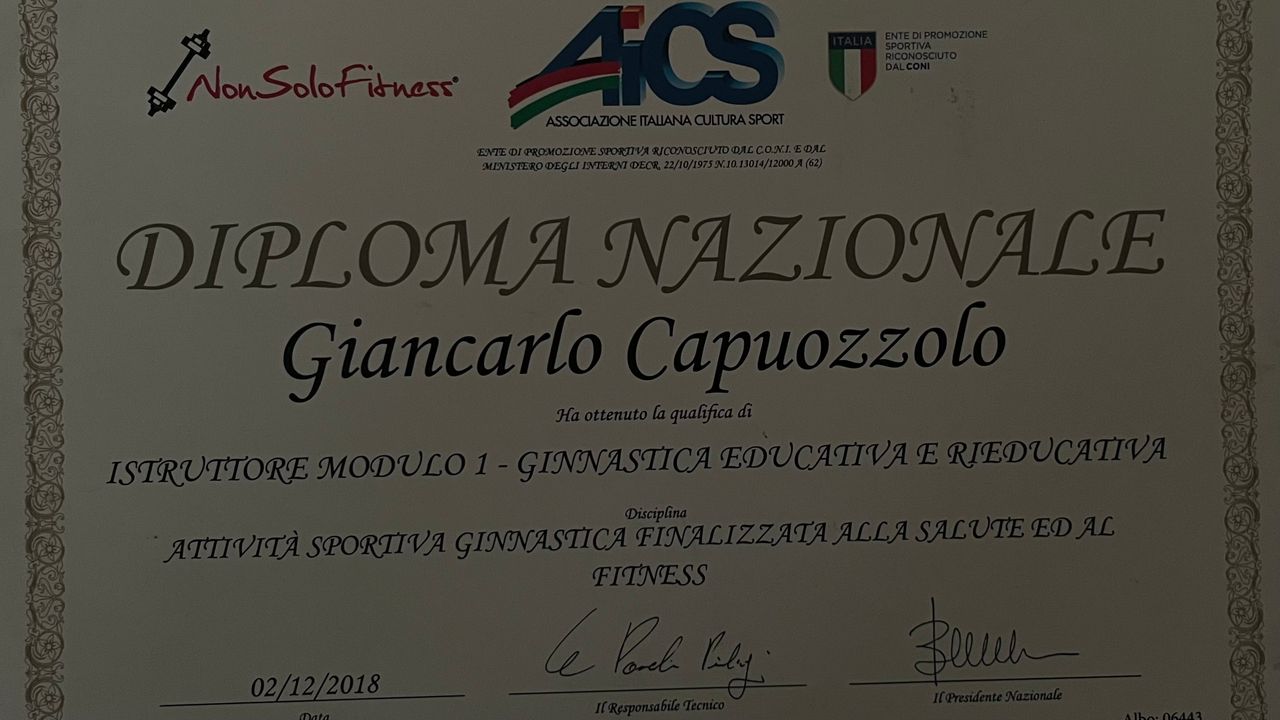 NonSoloFitness
AiCS
ASSOCIAZIONE ITALIANA CULTURA SPORT
ITALIA
ENTE DI PROMOZIONE
SPORTIVA
RICONOSCIUTO
DAL CONI
ENTE DI PROMOZIONE SPORTIVA RICONOSCIUTO DAL C.O.N.I. E DAL
MINISTERO DEGLI INTERNI DECR. 22/10/1975 N.10.13014/12000 A (62)
DIPLOMA NAZIONALE
Giancarlo Capuozzolo
Ha ottenuto la qualifica di
ISTRUTTORE MODULO 1 - GINNASTICA EDUCATIVA E RIEDUCATIVA
Disciplina
ATTIVITÀ SPORTIVA GINNASTICA FINALIZZATA ALLA SALUTE ED AL
FITNESS
02/12/2018
Data
Il Responsabile Tecnico
Il Presidente Nazionale
Albo: 06443